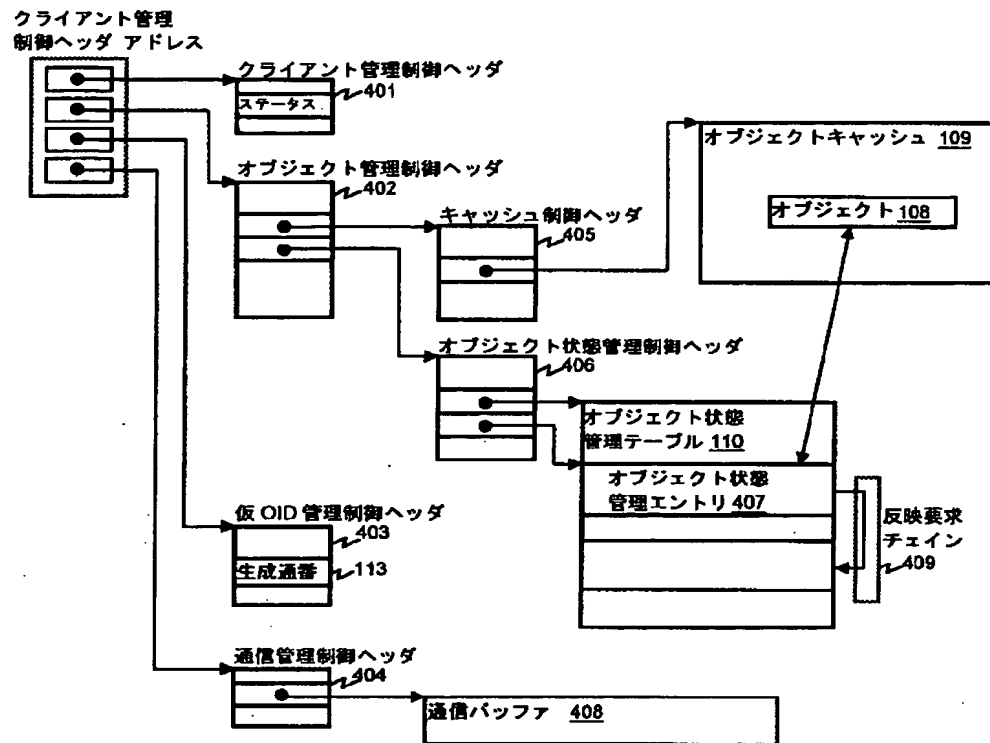 クライアント管理
制御ヘッダ アドレス
クライアント管理制御ヘッダ
401
ステータス
オブジェクト管理制御ヘッダ
402
キャッシュ制御ヘッダ
405
オブジェクトキャッシュ 109
オブジェクト 108
オブジェクト状態管理制御ヘッダ
406
オブジェクト状態
管理テーブル 110
オブジェクト状態
管理エントリ 407
反映要求
チェイン
409
仮 OID 管理制御ヘッダ
403
生成通番
113
通信管理制御ヘッダ
404
通信バッファ 408